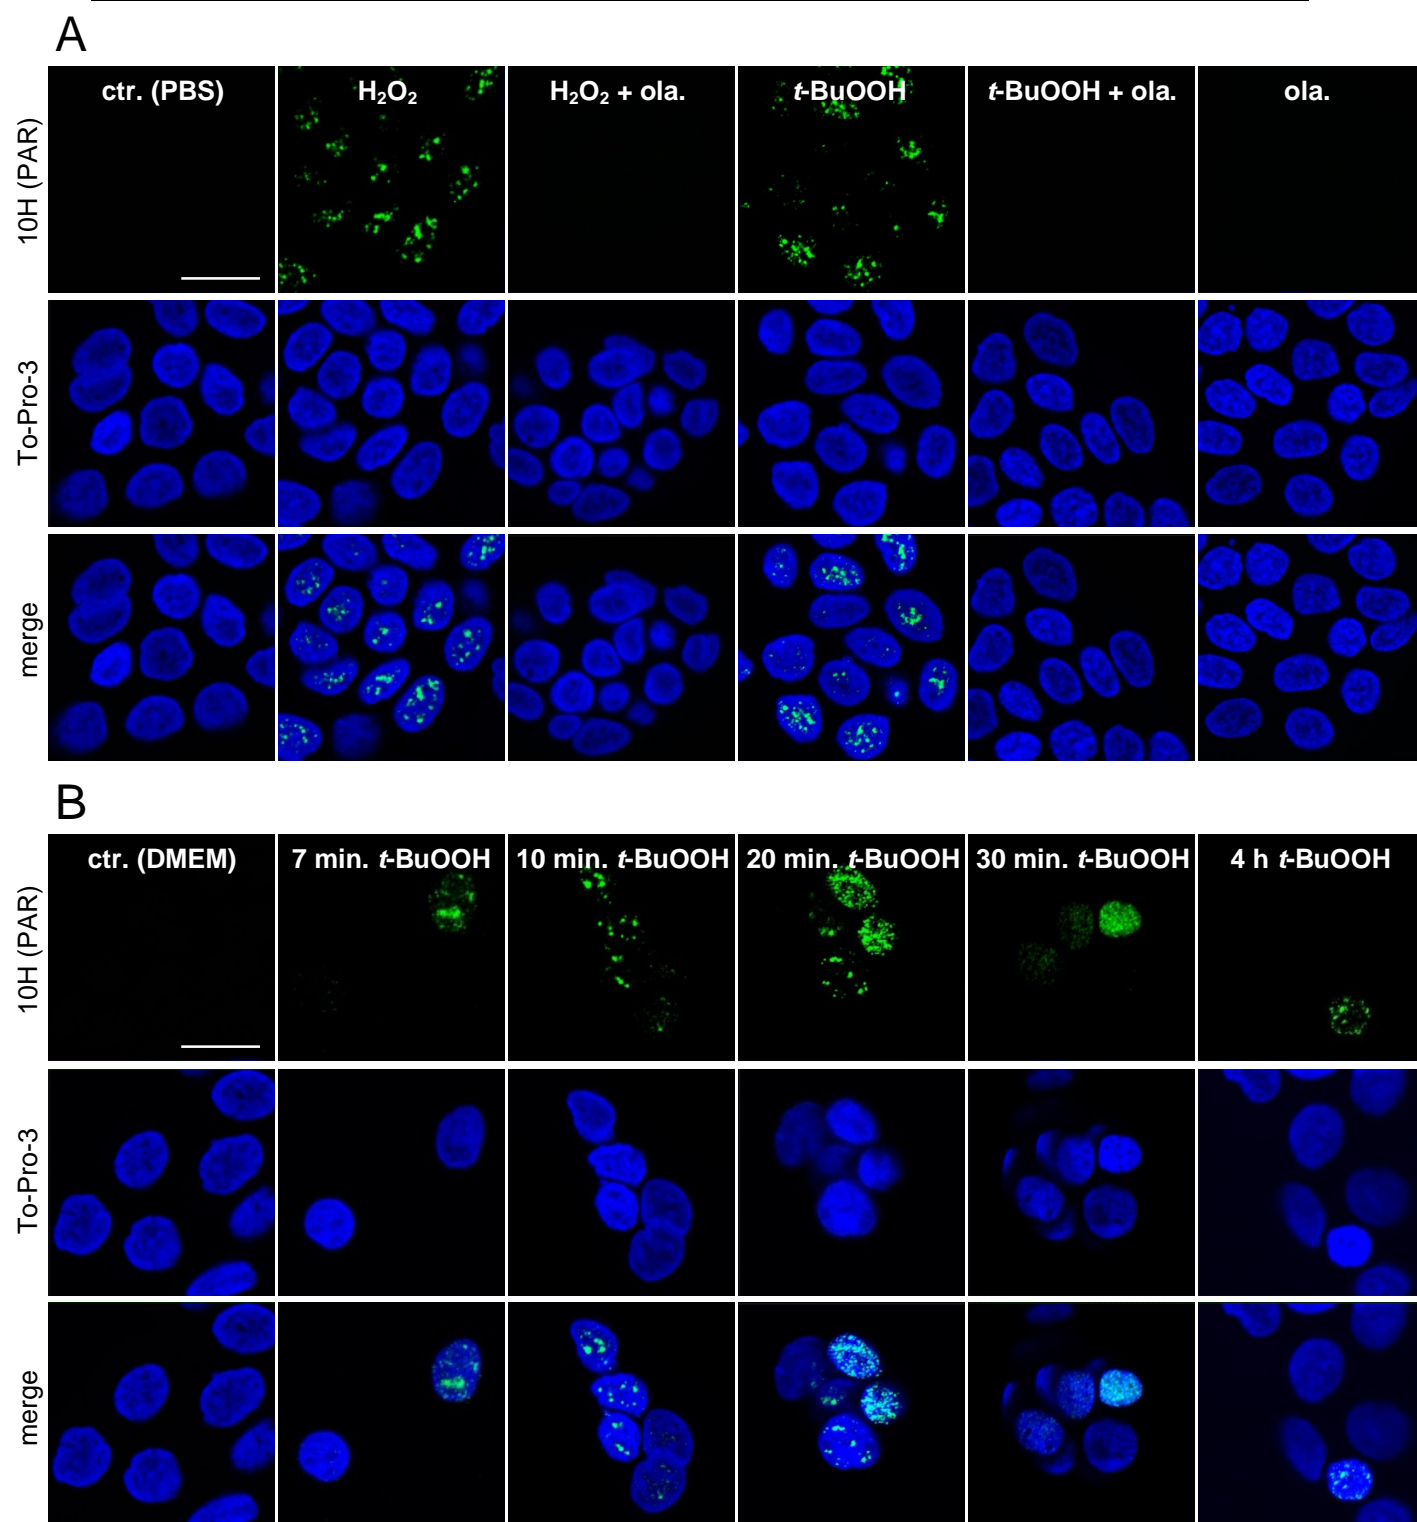 A
ctr. (PBS)
H₂O₂
H₂O₂ + ola.
t-BuOOH
t-BuOOH + ola.
ola.
10H (PAR)
To-Pro-3
merge
B
ctr. (DMEM)
7 min. t-BuOOH
10 min. t-BuOOH
20 min. t-BuOOH
30 min. t-BuOOH
4 h t-BuOOH
10H (PAR)
To-Pro-3
merge